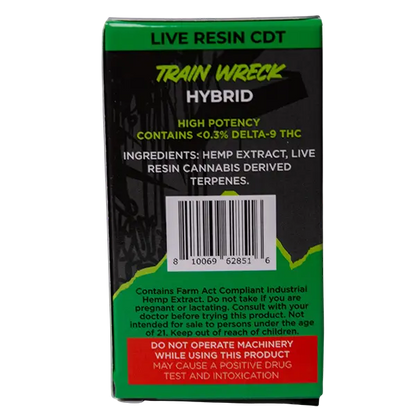 LIVE RESIN CDT
TRAIN WRECK
HYBRID
HIGH POTENCY
CONTAINS <0.3% DELTA-9 THC
INGREDIENTS: HEMP EXTRACT, LIVE
RESIN CANNABIS DERIVED
TERPENES.
8 10069 62851 6
Contains Farm Act Compliant Industrial
Hemp Extract. Do not take if you are
pregnant or lactating. Consult with your
doctor before trying this product. Not
intended for sale to persons under the age
of 21. Keep out of reach of children.
DO NOT OPERATE MACHINERY
WHILE USING THIS PRODUCT
MAY CAUSE A POSITIVE DRUG
TEST AND INTOXICATION